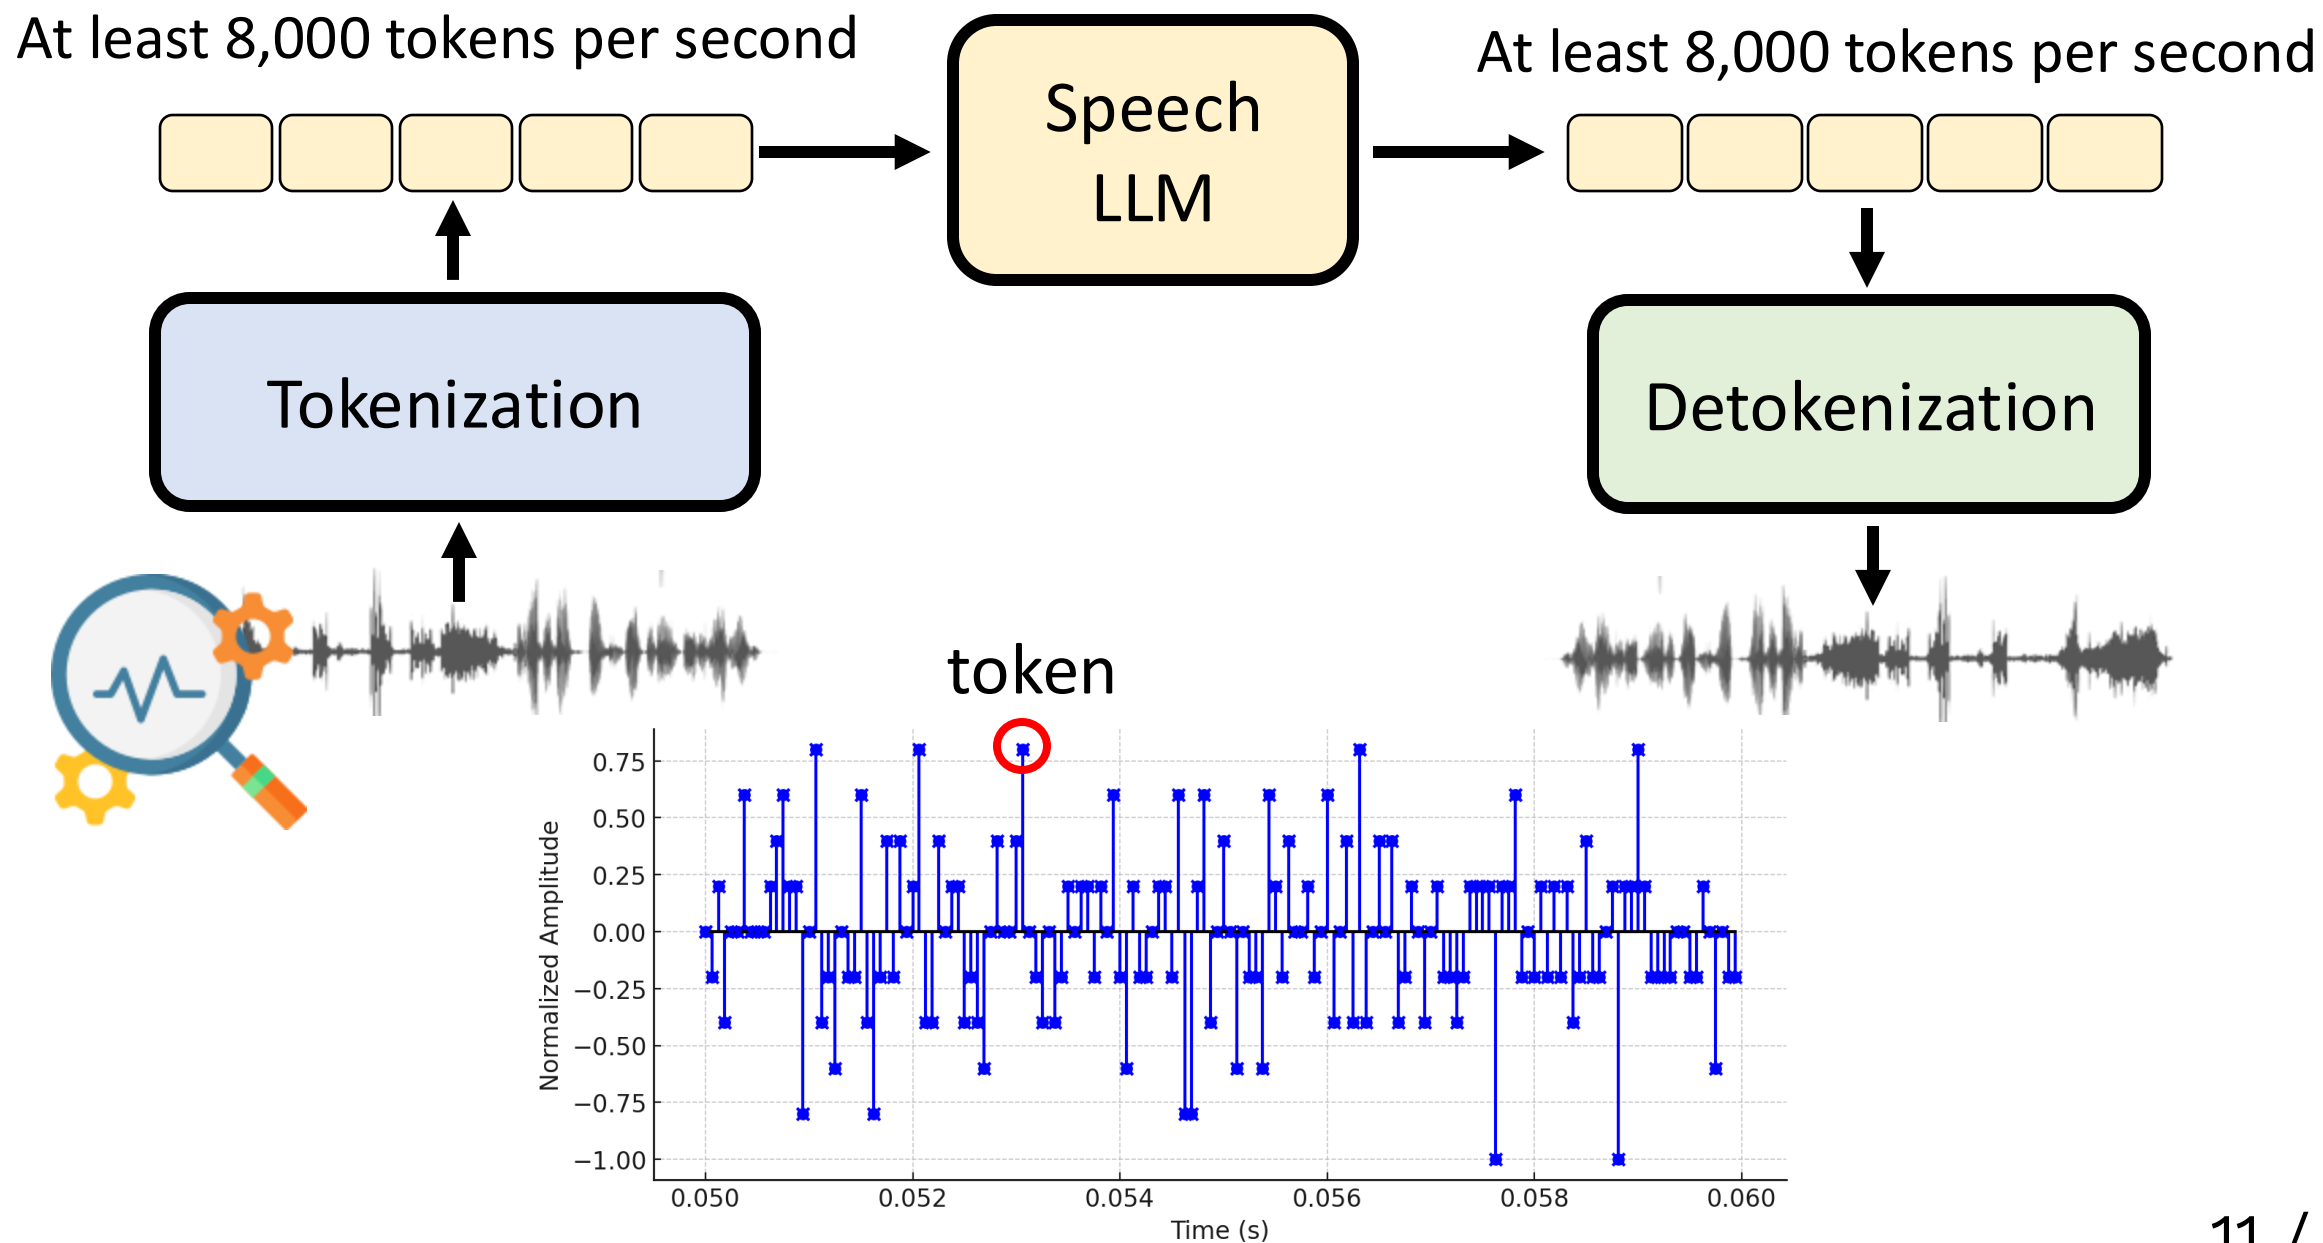 At least 8,000 tokens per second
Speech
LLM
At least 8,000 tokens per second
Tokenization
Detokenization
token
0.75
0.50
0.25
0.00
−0.25
−0.50
−0.75
−1.00
Normalized Amplitude
0.050 0.052 0.054 0.056 0.058 0.060
Time (s)
11 /